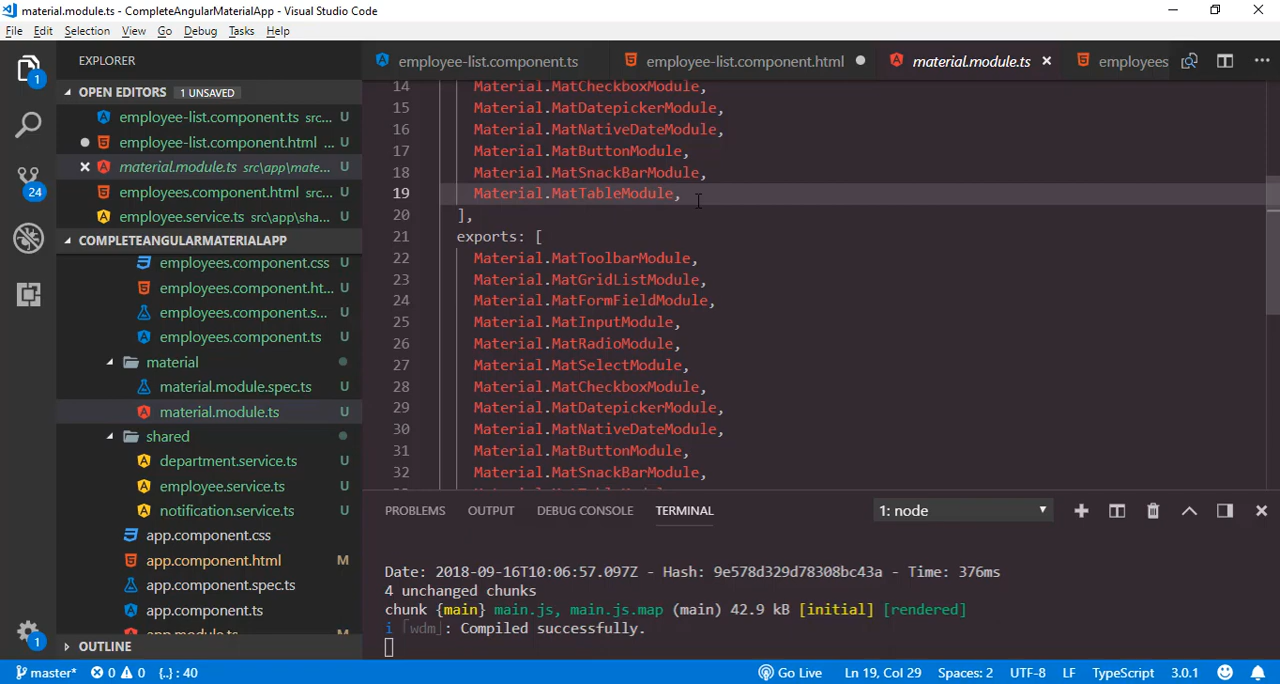 material.module.ts - CompleteAngularMaterialApp - Visual Studio Code
File Edit Selection View Go Debug Tasks Help
EXPLORER
employee-list.component.ts employee-list.component.html material.module.ts employees
OPEN EDITORS 1 UNSAVED
employee-list.component.ts src... U
employee-list.component.html ... U
material.module.ts src\app\mate... U
employees.component.html src... U
employee.service.ts src\app\sha... U
COMPLETEANGULARMATERIALAPP
employees.component.css U
employees.component.ht... U
employees.component.s... U
employees.component.ts U
material
material.module.spec.ts U
material.module.ts U
shared
department.service.ts U
employee.service.ts U
notification.service.ts U
app.component.css
app.component.html M
app.component.spec.ts
app.component.ts
OUTLINE
1
24
1
14 Material.MatCheckboxModule,
15 Material.MatDatepickerModule,
16 Material.MatNativeDateModule,
17 Material.MatButtonModule,
18 Material.MatSnackBarModule,
19 Material.MatTableModule,
20 ],
21 exports: [
22 Material.MatToolbarModule,
23 Material.MatGridListModule,
24 Material.MatFormFieldModule,
25 Material.MatInputModule,
26 Material.MatRadioModule,
27 Material.MatSelectModule,
28 Material.MatCheckboxModule,
29 Material.MatDatepickerModule,
30 Material.MatNativeDateModule,
31 Material.MatButtonModule,
32 Material.MatSnackBarModule,
PROBLEMS OUTPUT DEBUG CONSOLE TERMINAL 1: node
Date: 2018-09-16T10:06:57.097Z - Hash: 9e578d329d78308bc43a - Time: 376ms
4 unchanged chunks
chunk {main} main.js, main.js.map (main) 42.9 kB [initial] [rendered]
i ｢wdm｣: Compiled successfully.
master* 0 0 {..} : 40 Go Live Ln 19, Col 29 Spaces: 2 UTF-8 LF TypeScript 3.0.1